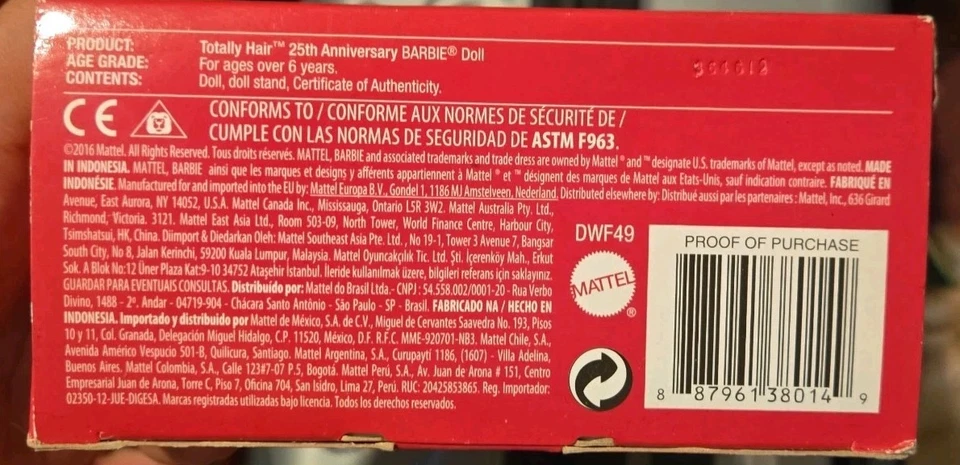 PRODUCT: Totally Hair™ 25th Anniversary BARBIE® Doll
AGE GRADE: For ages over 6 years.
CONTENTS: Doll, doll stand, Certificate of Authenticity.
CE
CONFORMS TO / CONFORME AUX NORMES DE SÉCURITÉ DE /
CUMPLE CON LAS NORMAS DE SEGURIDAD DE ASTM F963.
©2016 Mattel. All Rights Reserved. Tous droits réservés. MATTEL, BARBIE and associated trademarks and trade dress are owned by Mattel ® and ™ designate U.S. trademarks of Mattel, except as noted. MADE
IN INDONESIA. MATTEL, BARBIE ainsi que les marques et designs y afférents appartiennent à Mattel ® et ™ désignent des marques de Mattel aux Etats-Unis, sauf indication contraire. FABRIQUÉ EN
INDONÉSIE. Manufactured for and imported into the EU by: Mattel Europa B.V., Gondel 1, 1186 MJ Amstelveen, Nederland. Distributed elsewhere by: Distribué aussi par les partenaires : Mattel, Inc., 636 Girard
Avenue, East Aurora, NY 14052, U.S.A. Mattel Canada Inc., Mississauga, Ontario L5R 3W2. Mattel Australia Pty. Ltd.,
Richmond, Victoria. 3121. Mattel East Asia Ltd., Room 503-09, North Tower, World Finance Centre, Harbour City,
Tsimshatsui, HK, China. Diimport & Diedarkan Oleh: Mattel Southeast Asia Pte. Ltd. , No 19-1, Tower 3 Avenue 7, Bangsar
South City, No 8, Jalan Kerinchi, 59200 Kuala Lumpur, Malaysia. Mattel Oyuncakçılık Tic. Ltd. Şti. İçerenköy Mah., Erkut
Sok. A Blok No:12 Üner Plaza Kat:9-10 34752 Ataşehir İstanbul. İleride kullanılmak üzere, bilgileri referans için saklayınız.
GUARDAR PARA EVENTUAIS CONSULTAS. Distribuído por: Mattel do Brasil Ltda.- CNPJ : 54.558.002/0001-20 - Rua Verbo
Divino, 1488 - 2º. Andar - 04719-904 - Chácara Santo Antônio - São Paulo - SP - Brasil. FABRICADO NA / HECHO EN
INDONESIA. Importado y distribuido por Mattel de México, S.A. de C.V., Miguel de Cervantes Saavedra No. 193, Pisos
10 y 11, Col. Granada, Delegación Miguel Hidalgo, C.P. 11520, México, D.F. R.F.C. MME-920701-NB3. Mattel Chile, S.A.,
Avenida Américo Vespucio 501-B, Quilicura, Santiago. Mattel Argentina, S.A., Curupaytí 1186, (1607) - Villa Adelina,
Buenos Aires. Mattel Colombia, S.A., Calle 123#7-07 P.5, Bogotá. Mattel Perú, S.A., Av. Juan de Arona # 151, Centro
Empresarial Juan de Arona, Torre C, Piso 7, Oficina 704, San Isidro, Lima 27, Perú. RUC: 20425853865. Reg. Importador:
02350-12-JUE-DIGESA. Marcas registradas utilizadas bajo licencia. Todos los derechos reservados.
DWF49
MATTEL®
PROOF OF PURCHASE
8 87961 38014 9